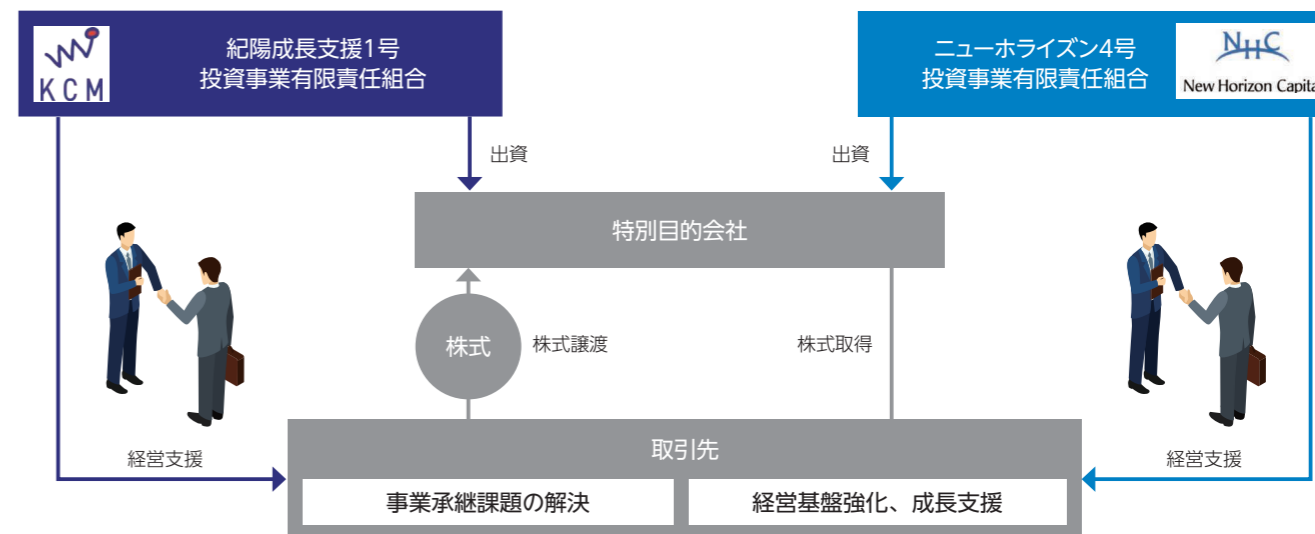 KCM
紀陽成長支援1号
投資事業有限責任組合
ニューホライズン4号
投資事業有限責任組合
NHC
New Horizon Capita
出資
出資
特別目的会社
株式
株式譲渡
株式取得
経営支援
取引先
経営支援
事業承継課題の解決
経営基盤強化、成長支援